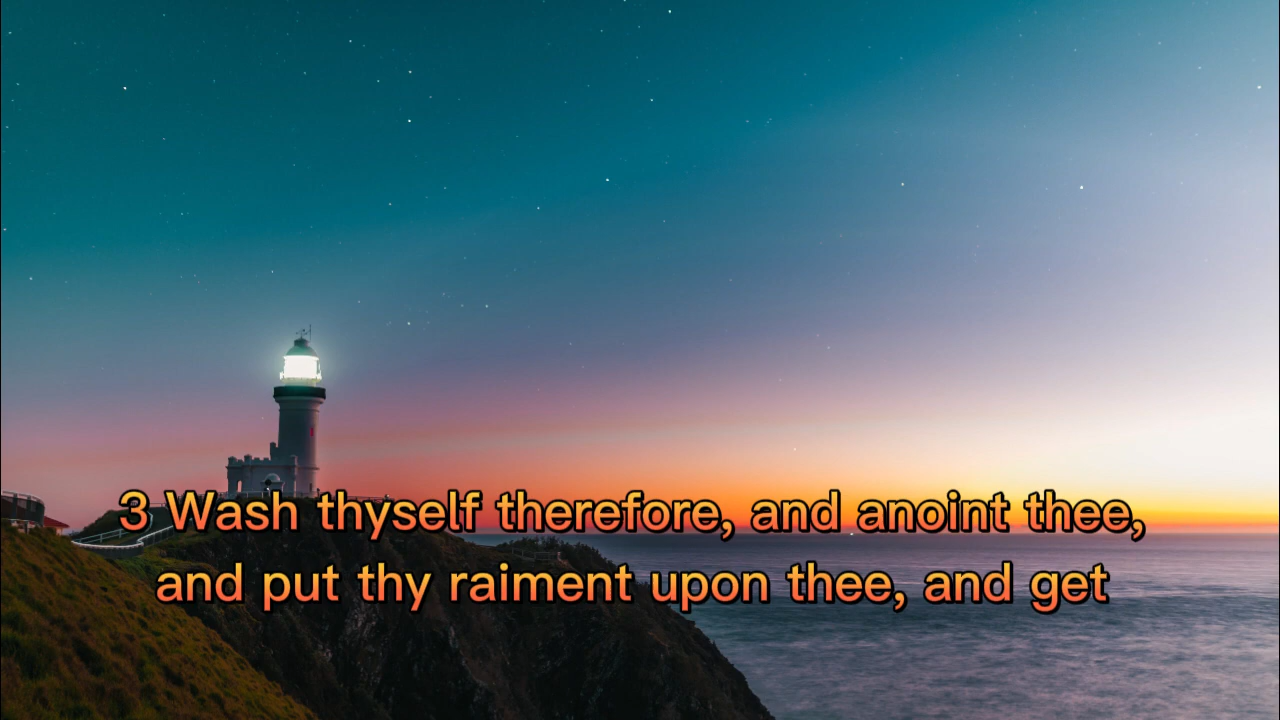 3 Wash thyself therefore, and anoint thee,
and put thy raiment upon thee, and get